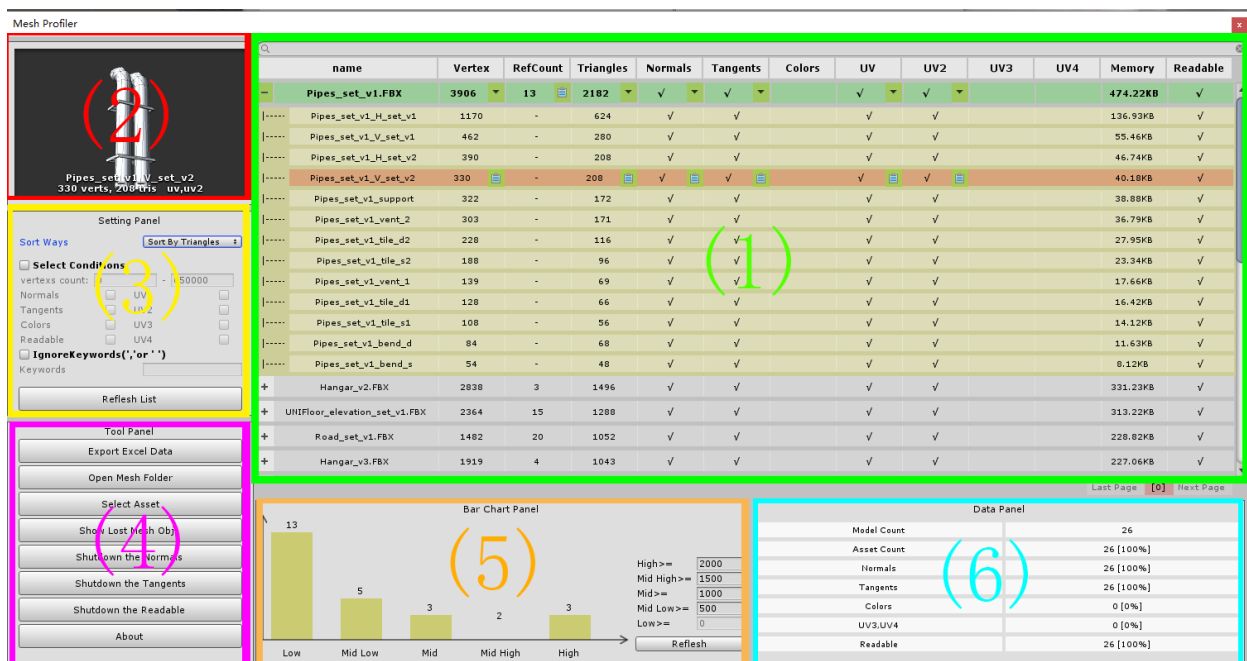 Mesh Profiler
x
(2)
Pipes_set_v1_V_set_v2
330 verts, 208 tris uv,uv2
name Vertex RefCount Triangles Normals Tangents Colors UV UV2 UV3 UV4 Memory Readable
- Pipes_set_v1.FBX 3906 13 2182 √ √ √ √ 474.22KB √
|----- Pipes_set_v1_H_set_v1 1170 - 624 √ √ √ √ 136.93KB √
|----- Pipes_set_v1_V_set_v1 462 - 280 √ √ √ √ 55.46KB √
|----- Pipes_set_v1_H_set_v2 390 - 208 √ √ √ √ 46.74KB √
|----- Pipes_set_v1_V_set_v2 330 - 208 √ √ √ √ 40.18KB √
|----- Pipes_set_v1_support 322 - 172 √ √ √ √ 38.88KB √
|----- Pipes_set_v1_vent_2 303 - 171 √ √ √ √ 36.79KB √
|----- Pipes_set_v1_tile_d2 228 - 116 √ √ √ √ 27.95KB √
|----- Pipes_set_v1_tile_s2 188 - 96 √ √ √ √ 23.34KB √
|----- Pipes_set_v1_vent_1 139 - 69 √ √ √ √ 17.66KB √
|----- Pipes_set_v1_tile_d1 128 - 66 √ √ √ √ 16.42KB √
|----- Pipes_set_v1_tile_s1 108 - 56 √ √ √ √ 14.12KB √
|----- Pipes_set_v1_bend_d 84 - 68 √ √ √ √ 11.63KB √
|----- Pipes_set_v1_bend_s 54 - 48 √ √ √ √ 8.12KB √
+ Hangar_v2.FBX 2838 3 1496 √ √ √ √ 331.23KB √
+ UNIFloor_elevation_set_v1.FBX 2364 15 1288 √ √ √ √ 313.22KB √
+ Road_set_v1.FBX 1482 20 1052 √ √ √ √ 228.82KB √
+ Hangar_v3.FBX 1919 4 1043 √ √ √ √ 227.06KB √
(1)
Last Page [0] Next Page
Setting Panel
Sort Ways Sort By Triangles
Select Conditions
vertexs count: - 650000
Normals UV
Tangents UV2
Colors UV3
Readable UV4
IgnoreKeywords(','or ' ')
Keywords
Reflesh List
(3)
Tool Panel
Export Excel Data
Open Mesh Folder
Select Asset
Show Lost Mesh Obj
Shutdown the Normals
Shutdown the Tangents
Shutdown the Readable
About
(4)
Bar Chart Panel
13
5
3
2
3
Low Mid Low Mid Mid High High
(5)
High>= 2000
Mid High>= 1500
Mid>= 1000
Mid Low>= 500
Low>= 0
Reflesh
Data Panel
Model Count 26
Asset Count 26 [100%]
Normals 26 [100%]
Tangents 26 [100%]
Colors 0 [0%]
UV3,UV4 0 [0%]
Readable 26 [100%]
(6)